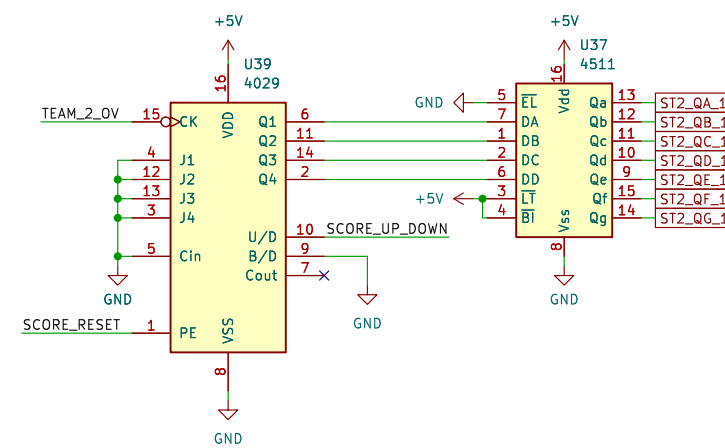 +5V
U39
4029
16
VDD
TEAM_2_OV
15
CK
4
J1
12
J2
13
J3
3
J4
5
Cin
GND
SCORE_RESET
1
PE
VSS
8
GND
Q1
6
Q2
11
Q3
14
Q4
2
U/D
10
SCORE_UP_DOWN
B/D
9
Cout
7
GND
+5V
U37
4511
16
Vdd
GND
5
EL
7
DA
1
DB
2
DC
6
DD
+5V
3
LT
4
BI
Vss
8
GND
Qa
13
ST2_QA_1
Qb
12
ST2_QB_1
Qc
11
ST2_QC_1
Qd
10
ST2_QD_1
Qe
9
ST2_QE_1
Qf
15
ST2_QF_1
Qg
14
ST2_QG_1